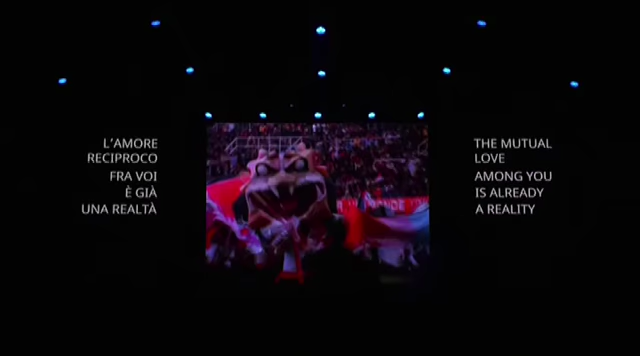 L'AMORE
RECIPROCO
FRA VOI
È GIÀ
UNA REALTÀ
THE MUTUAL
LOVE
AMONG YOU
IS ALREADY
A REALITY